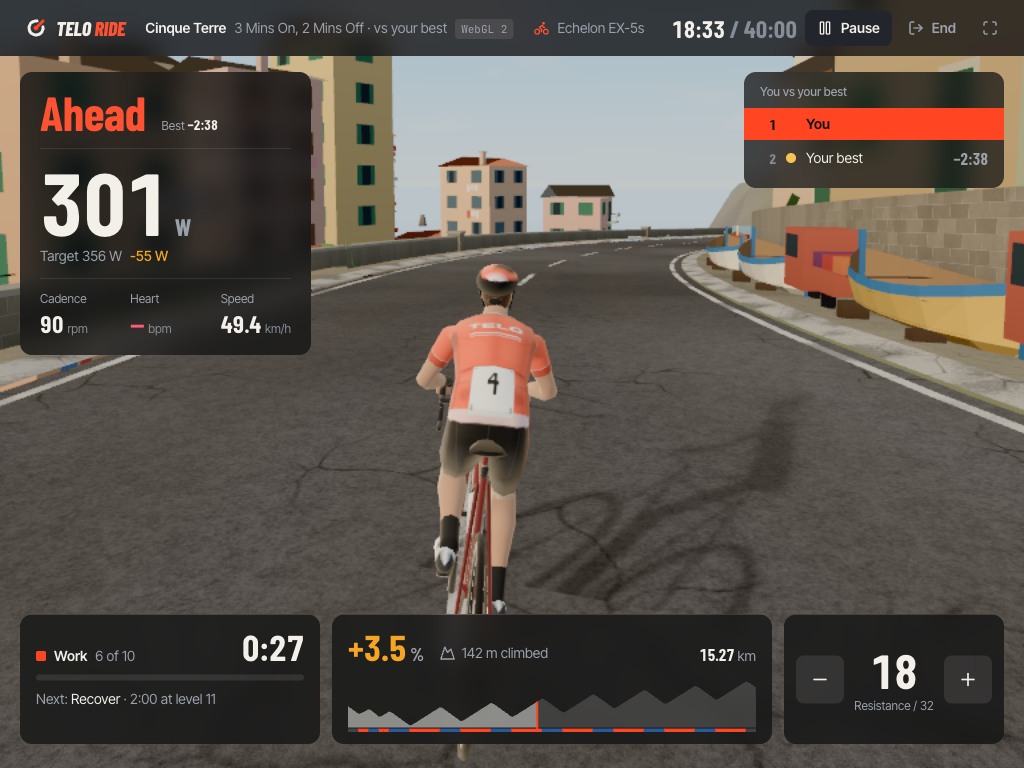 TELO RIDE
Cinque Terre 3 Mins On, 2 Mins Off · vs your best WebGL 2 Echelon EX-5s 18:33 / 40:00 Pause End
Ahead Best −2:38
301 W
Target 356 W -55 W
Cadence Heart Speed
90 rpm — bpm 49.4 km/h
You vs your best
1 You
2 Your best −2:38
TELO
4
Work 6 of 10 0:27
Next: Recover · 2:00 at level 11
+3.5 % 142 m climbed 15.27 km
− 18 +
Resistance / 32